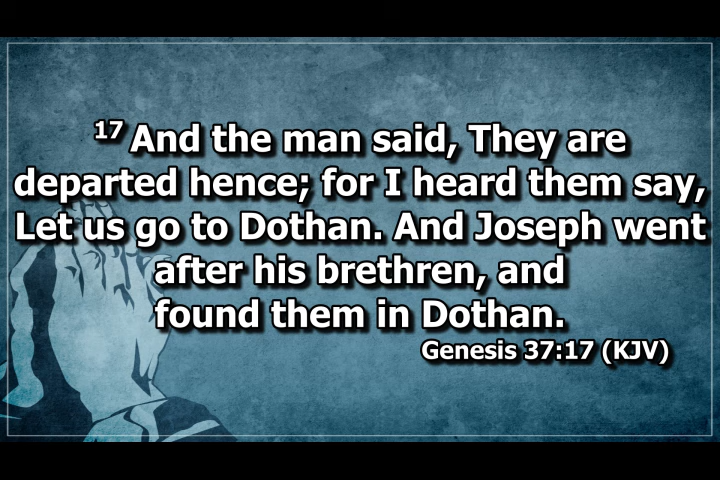 17 And the man said, They are
departed hence; for I heard them say,
Let us go to Dothan. And Joseph went
after his brethren, and
found them in Dothan.
Genesis 37:17 (KJV)